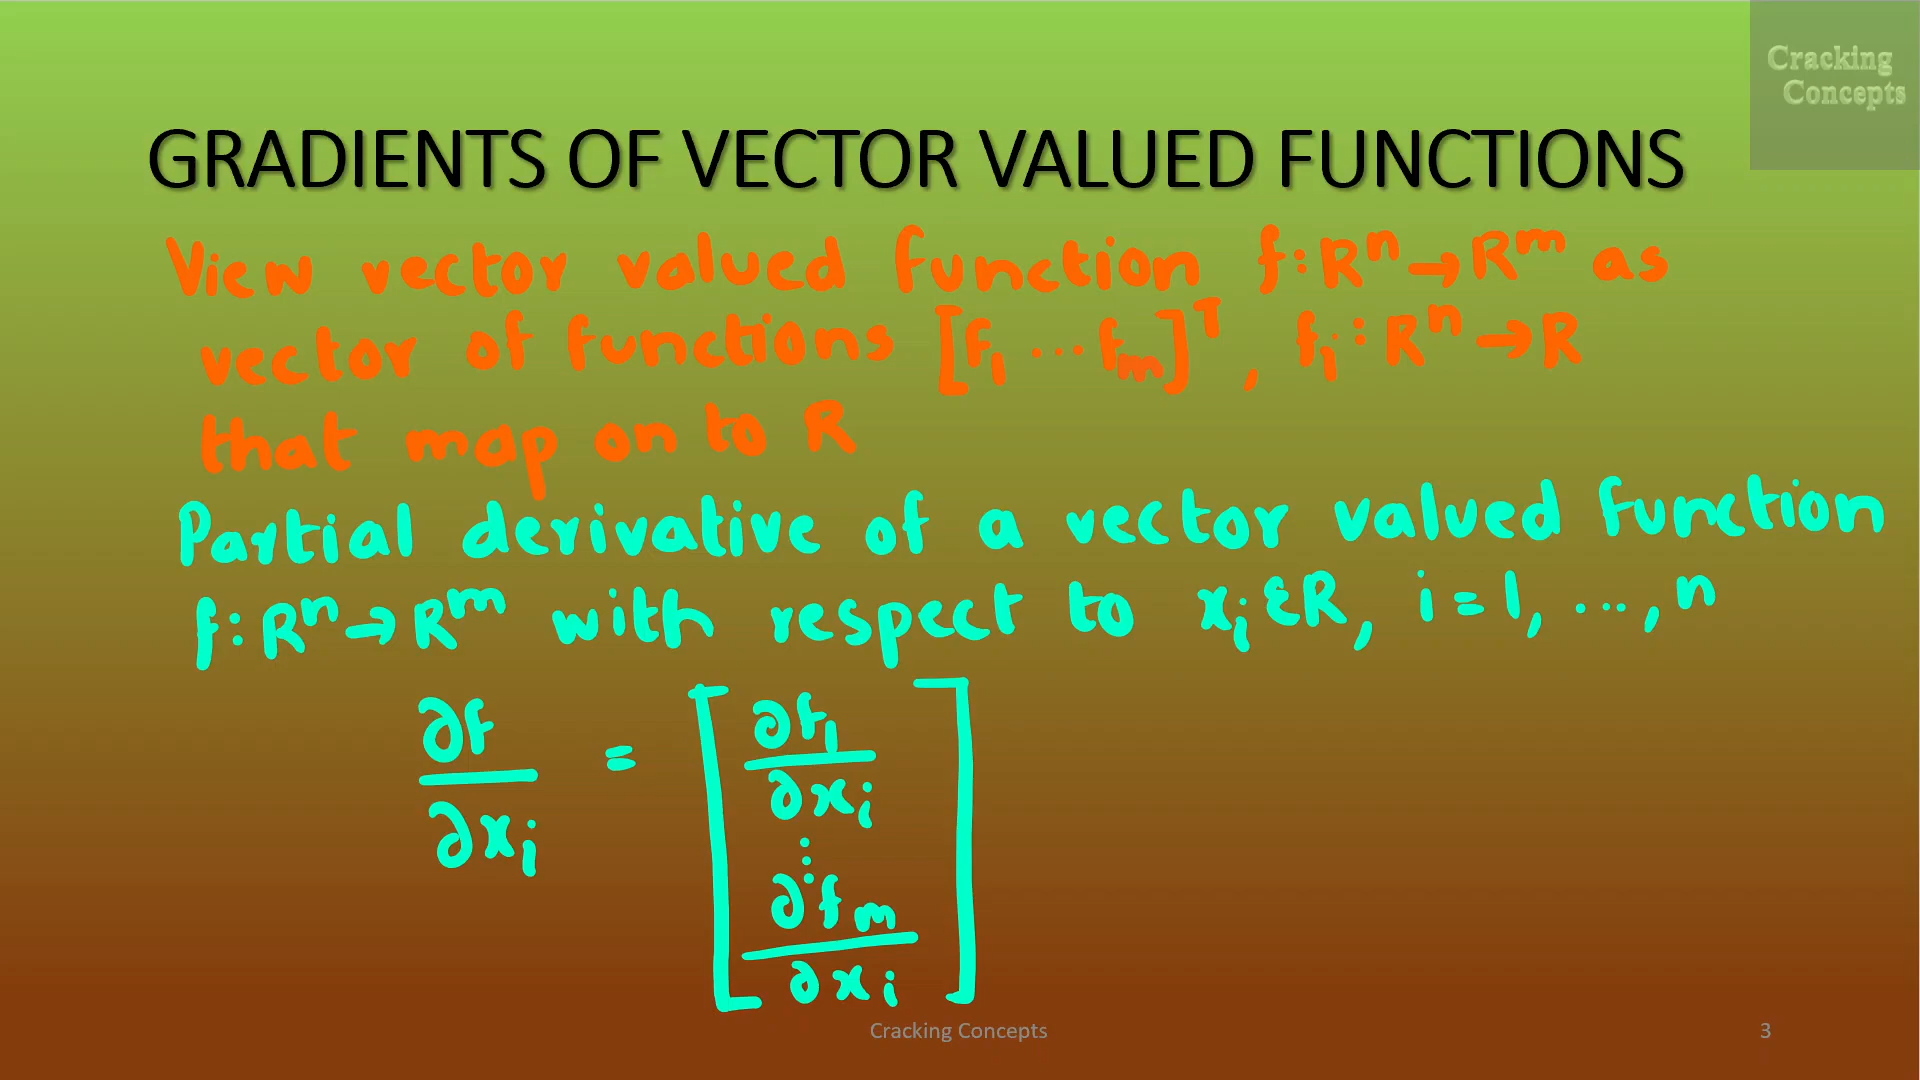 Cracking
Concepts
GRADIENTS OF VECTOR VALUED FUNCTIONS
View vector valued function f:Rⁿ→Rᵐ as
vector of functions [f₁ ... fₘ]ᵀ, fᵢ:Rⁿ→R
that map on to R
Partial derivative of a vector valued function
f:Rⁿ→Rᵐ with respect to xᵢ ε R, i=1, ..., n
∂f/∂xᵢ = [∂f₁/∂xᵢ ⋮ ∂fₘ/∂xᵢ]
Cracking Concepts
3